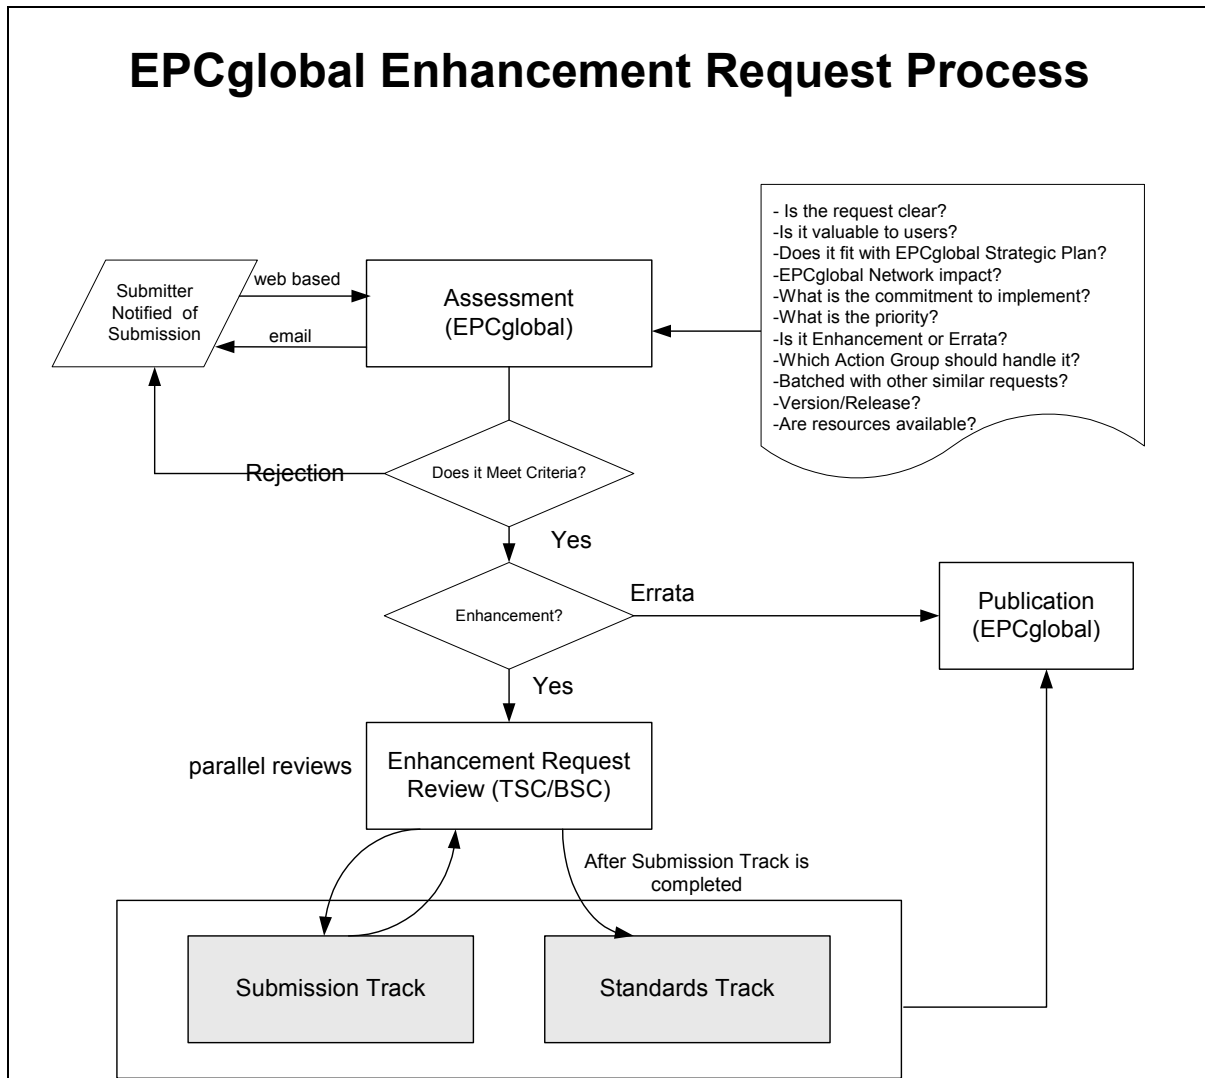 EPCglobal Enhancement Request Process
- Is the request clear?
-Is it valuable to users?
-Does it fit with EPCglobal Strategic Plan?
-EPCglobal Network impact?
-What is the commitment to implement?
-What is the priority?
-Is it Enhancement or Errata?
-Which Action Group should handle it?
-Batched with other similar requests?
-Version/Release?
-Are resources available?
Submitter
Notified of
Submission
web based
email
Assessment
(EPCglobal)
Rejection
Does it Meet Criteria?
Yes
Enhancement?
Errata
Publication
(EPCglobal)
Yes
parallel reviews
Enhancement Request
Review (TSC/BSC)
After Submission Track is
completed
Submission Track
Standards Track